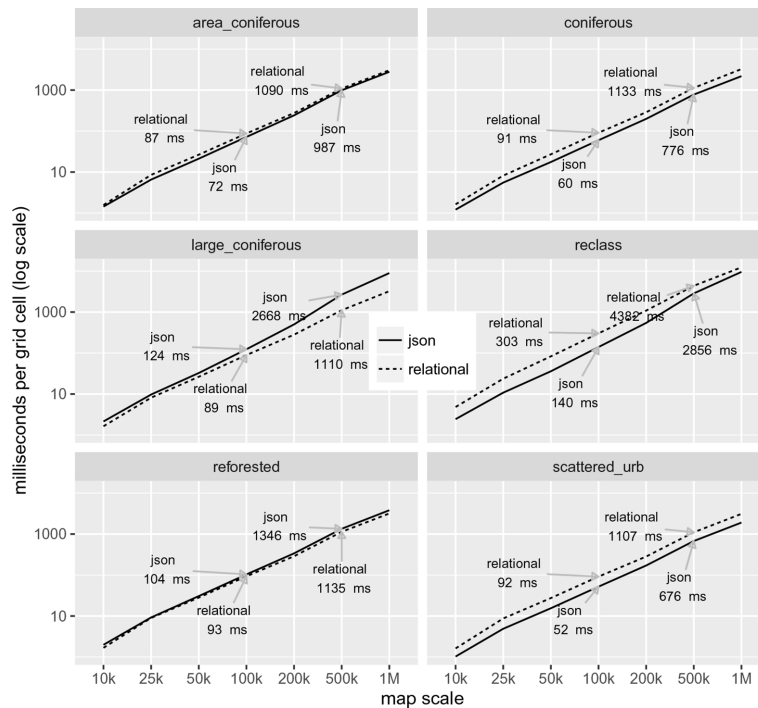 area_coniferous
coniferous
relational
1090 ms
relational
87 ms
json
987 ms
json
72 ms
relational
1133 ms
relational
91 ms
json
776 ms
json
60 ms
1000
10
large_coniferous
reclass
json
2668 ms
json
124 ms
relational
1110 ms
relational
89 ms
relational
4382 ms
relational
303 ms
json
2856 ms
json
140 ms
1000
10
json
relational
reforested
scattered_urb
json
1346 ms
json
104 ms
relational
1135 ms
relational
93 ms
relational
1107 ms
relational
92 ms
json
676 ms
json
52 ms
1000
10
10k 25k 50k 100k 200k 500k 1M
10k 25k 50k 100k 200k 500k 1M
map scale
milliseconds per grid cell (log scale)